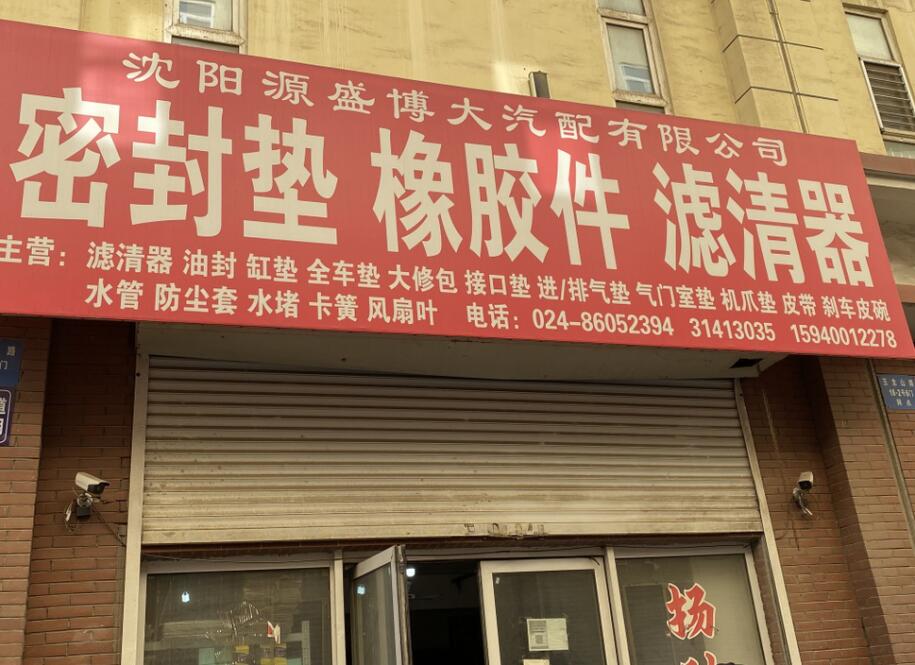 沈阳源盛博大汽配有限公司
密封垫 橡胶件 滤清器
主营：滤清器 油封 缸垫 全车垫 大修包 接口垫 进/排气垫 气门室垫 机爪垫 皮带 刹车皮碗
水管 防尘套 水堵 卡簧 风扇叶 电话：024-86052394 31413035 15940012278
扬